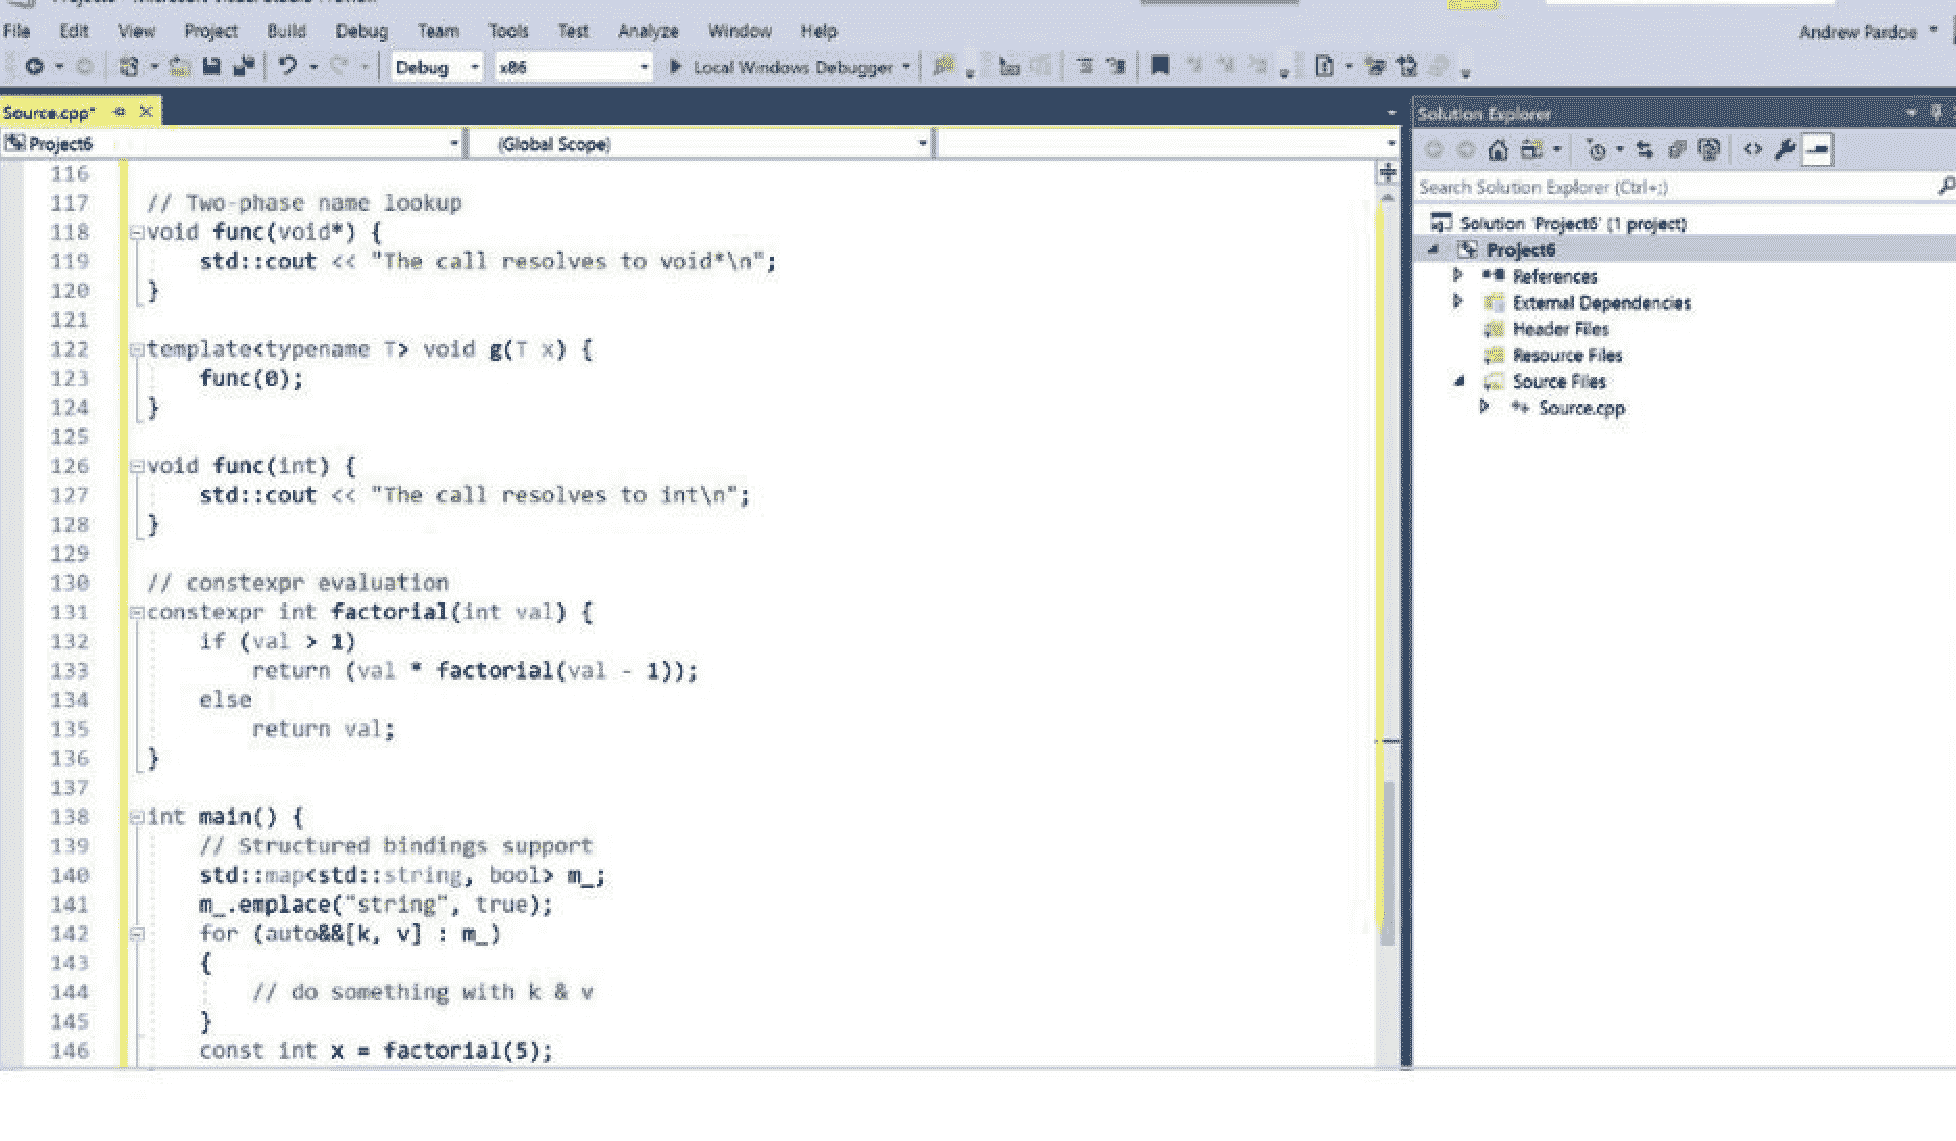 File Edit View Project Build Debug Team Tools Test Analyze Window Help Andrew Pardoe
Debug x86 Local Windows Debugger
Source.cpp*
Project6 (Global Scope)
116
117 // Two-phase name lookup
118 void func(void*) {
119 std::cout << "The call resolves to void*\n";
120 }
121
122 template<typename T> void g(T x) {
123 func(0);
124 }
125
126 void func(int) {
127 std::cout << "The call resolves to int\n";
128 }
129
130 // constexpr evaluation
131 constexpr int factorial(int val) {
132 if (val > 1)
133 return (val * factorial(val - 1));
134 else
135 return val;
136 }
137
138 int main() {
139 // Structured bindings support
140 std::map<std::string, bool> m_;
141 m_.emplace("string", true);
142 for (auto&&[k, v] : m_)
143 {
144 // do something with k & v
145 }
146 const int x = factorial(5);
Solution Explorer
Search Solution Explorer (Ctrl+;)
Solution 'Project6' (1 project)
Project6
References
External Dependencies
Header Files
Resource Files
Source Files
Source.cpp